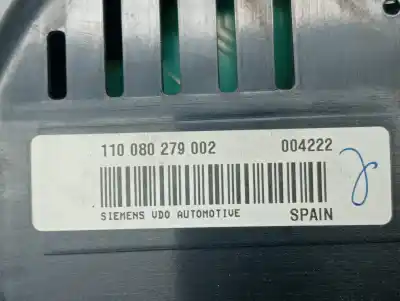 110 080 279 002 004222
SIEMENS VDO AUTOMOTIVE SPAIN